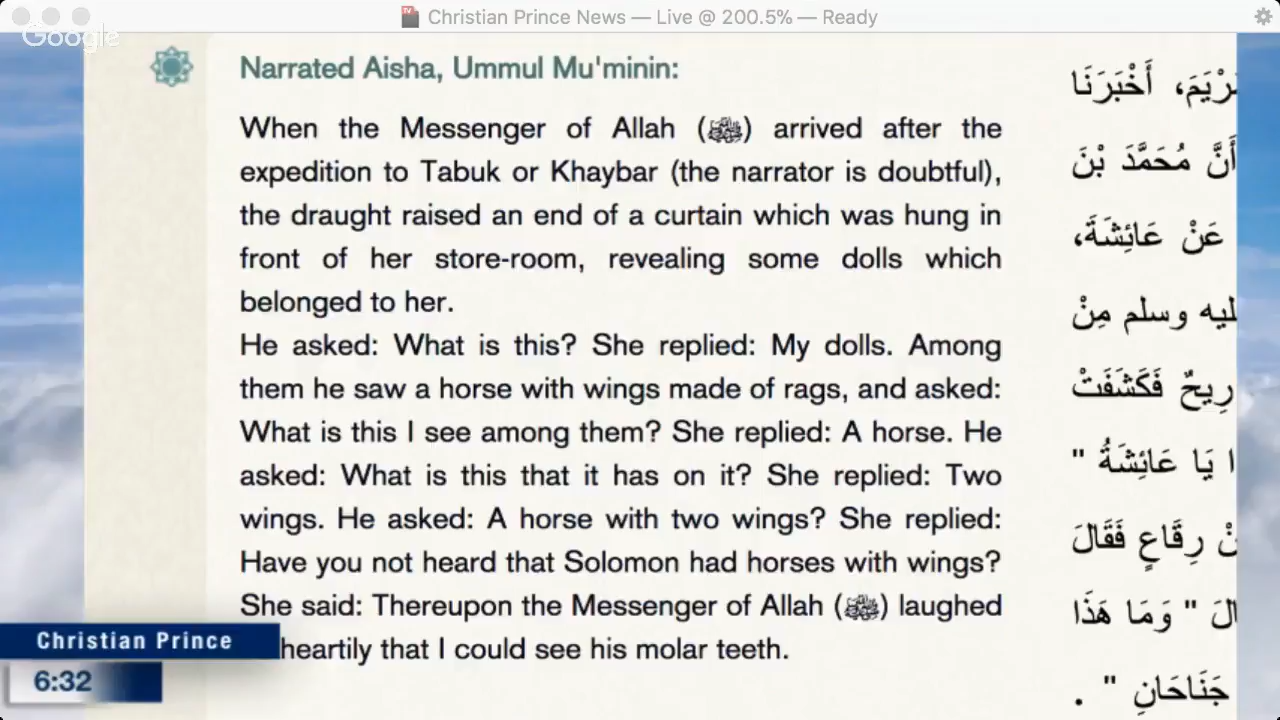 Christian Prince News — Live @ 200.5% — Ready
Google
Narrated Aisha, Ummul Mu'minin:
When the Messenger of Allah (ﷺ) arrived after the
expedition to Tabuk or Khaybar (the narrator is doubtful),
the draught raised an end of a curtain which was hung in
front of her store-room, revealing some dolls which
belonged to her.
He asked: What is this? She replied: My dolls. Among
them he saw a horse with wings made of rags, and asked:
What is this I see among them? She replied: A horse. He
asked: What is this that it has on it? She replied: Two
wings. He asked: A horse with two wings? She replied:
Have you not heard that Solomon had horses with wings?
She said: Thereupon the Messenger of Allah (ﷺ) laughed
heartily that I could see his molar teeth.
أَخْبَرَنَا
مُحَمَّدَ بْنَ
عَنْ عَائِشَةَ،
وسلم مِنْ
رِيحٌ فَكَشَفَتْ
يَا عَائِشَةُ "
رِقَاعٍ فَقَالَ
" وَمَا هَذَا
جَنَاحَانِ " .
Christian Prince
6:32